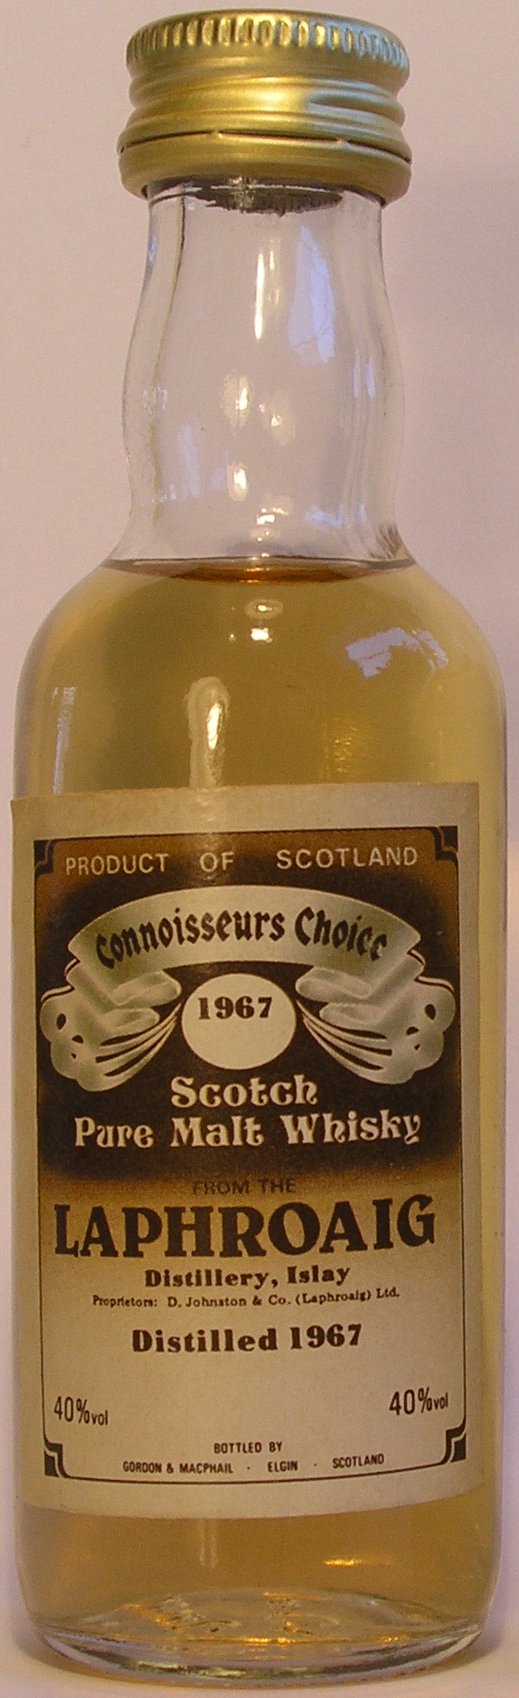 PRODUCT OF SCOTLAND
Connoisseurs Choice
1967
Scotch
Pure Malt Whisky
FROM THE
LAPHROAIG
Distillery, Islay
Proprietors: D. Johnston & Co. (Laphroaig) Ltd.
Distilled 1967
40%vol 40%vol
BOTTLED BY
GORDON & MACPHAIL · ELGIN · SCOTLAND